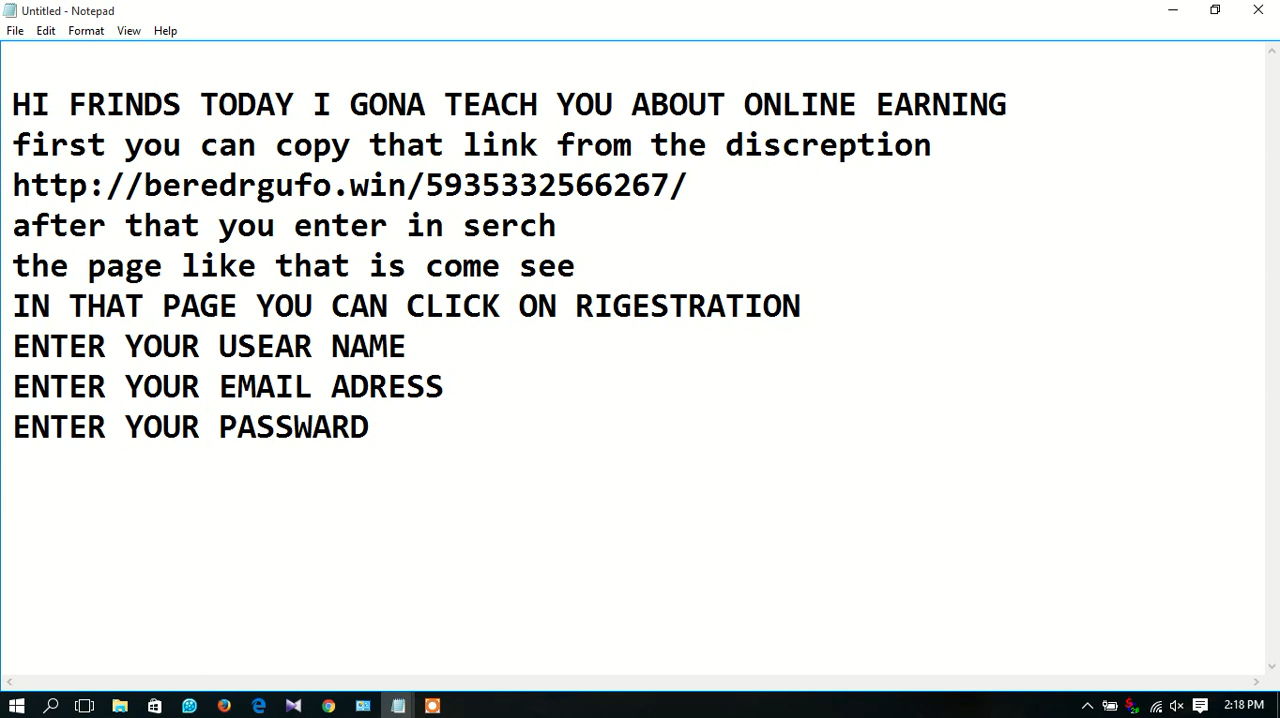 Untitled - Notepad
File Edit Format View Help
HI FRINDS TODAY I GONA TEACH YOU ABOUT ONLINE EARNING
first you can copy that link from the discreption
http://beredrgufo.win/5935332566267/
after that you enter in serch
the page like that is come see
IN THAT PAGE YOU CAN CLICK ON RIGESTRATION
ENTER YOUR USEAR NAME
ENTER YOUR EMAIL ADRESS
ENTER YOUR PASSWARD
2:18 PM